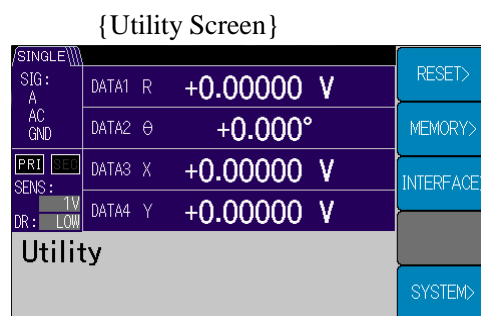 {Utility Screen}
SINGLE
SIG:
A
AC
GND
DATA1 R +0.00000 V
DATA2 θ +0.000°
DATA3 X +0.00000 V
DATA4 Y +0.00000 V
PRI SEC
SENS:
1V
DR: LOW
Utility
RESET>
MEMORY>
INTERFACE>
SYSTEM>